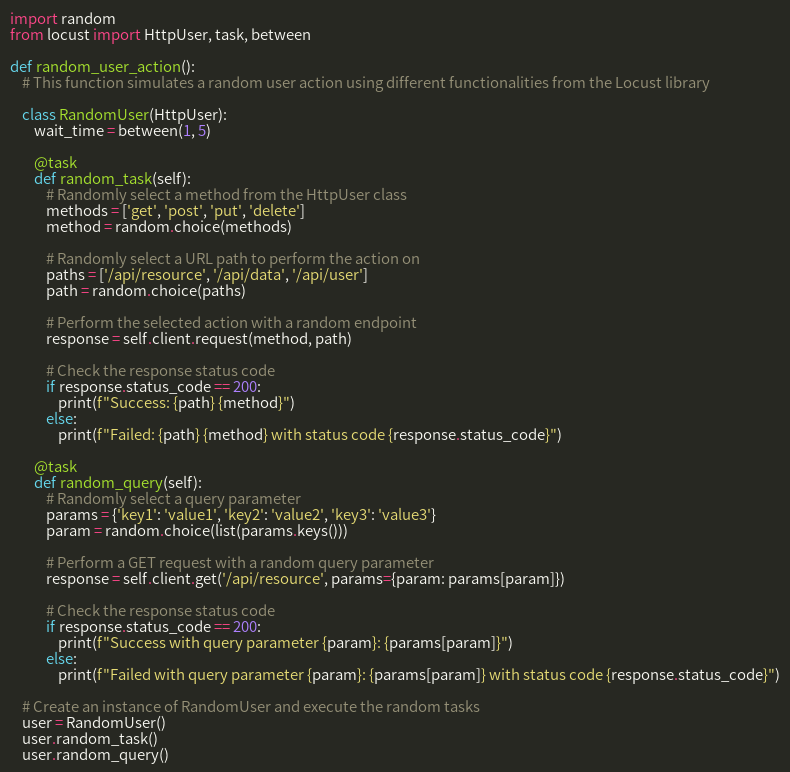 import random
from locust import HttpUser, task, between

def random_user_action():
    # This function simulates a random user action using different functionalities from the Locust library

    class RandomUser(HttpUser):
        wait_time = between(1, 5)

        @task
        def random_task(self):
            # Randomly select a method from the HttpUser class
            methods = ['get', 'post', 'put', 'delete']
            method = random.choice(methods)

            # Randomly select a URL path to perform the action on
            paths = ['/api/resource', '/api/data', '/api/user']
            path = random.choice(paths)

            # Perform the selected action with a random endpoint
            response = self.client.request(method, path)

            # Check the response status code
            if response.status_code == 200:
                print(f"Success: {path} {method}")
            else:
                print(f"Failed: {path} {method} with status code {response.status_code}")

        @task
        def random_query(self):
            # Randomly select a query parameter
            params = {'key1': 'value1', 'key2': 'value2', 'key3': 'value3'}
            param = random.choice(list(params.keys()))

            # Perform a GET request with a random query parameter
            response = self.client.get('/api/resource', params={param: params[param]})

            # Check the response status code
            if response.status_code == 200:
                print(f"Success with query parameter {param}: {params[param]}")
            else:
                print(f"Failed with query parameter {param}: {params[param]} with status code {response.status_code}")

    # Create an instance of RandomUser and execute the random tasks
    user = RandomUser()
    user.random_task()
    user.random_query()